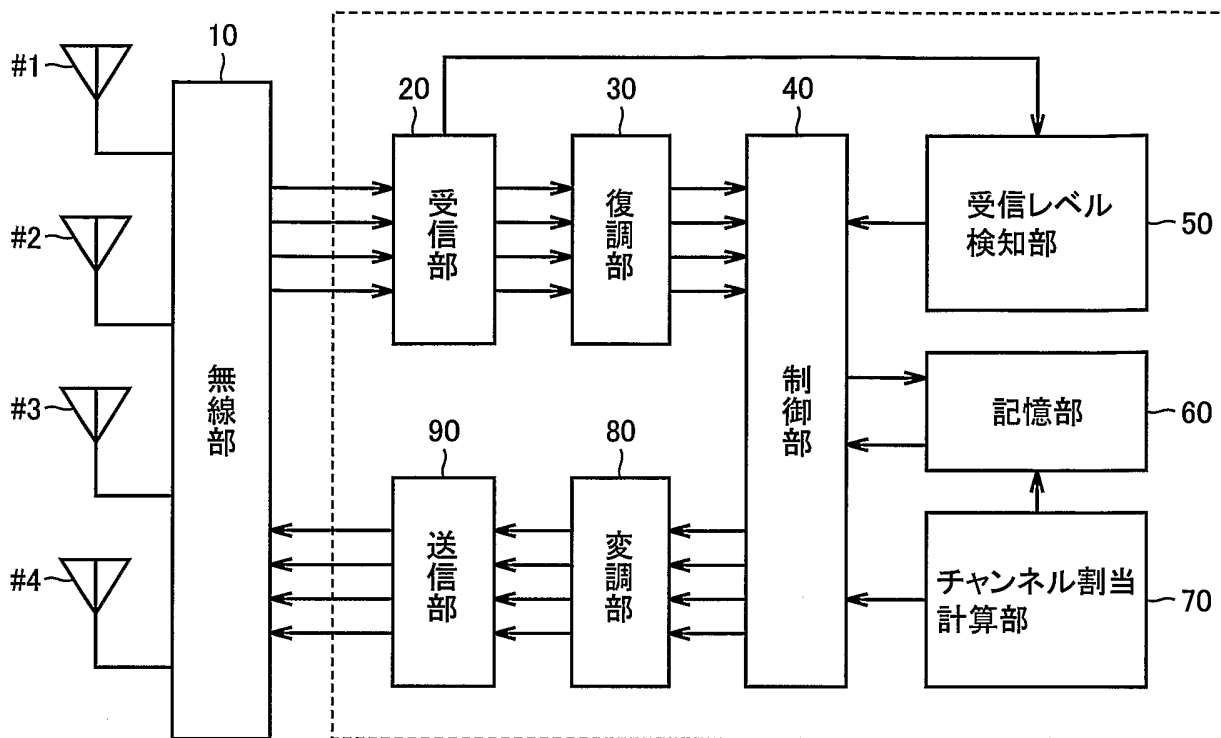 10
#1
20
30
40
受信部
復調部
受信レベル
検知部
50
#2
無線部
制御部
記憶部
60
#3
90
80
送信部
変調部
チャンネル割当
計算部
70
#4